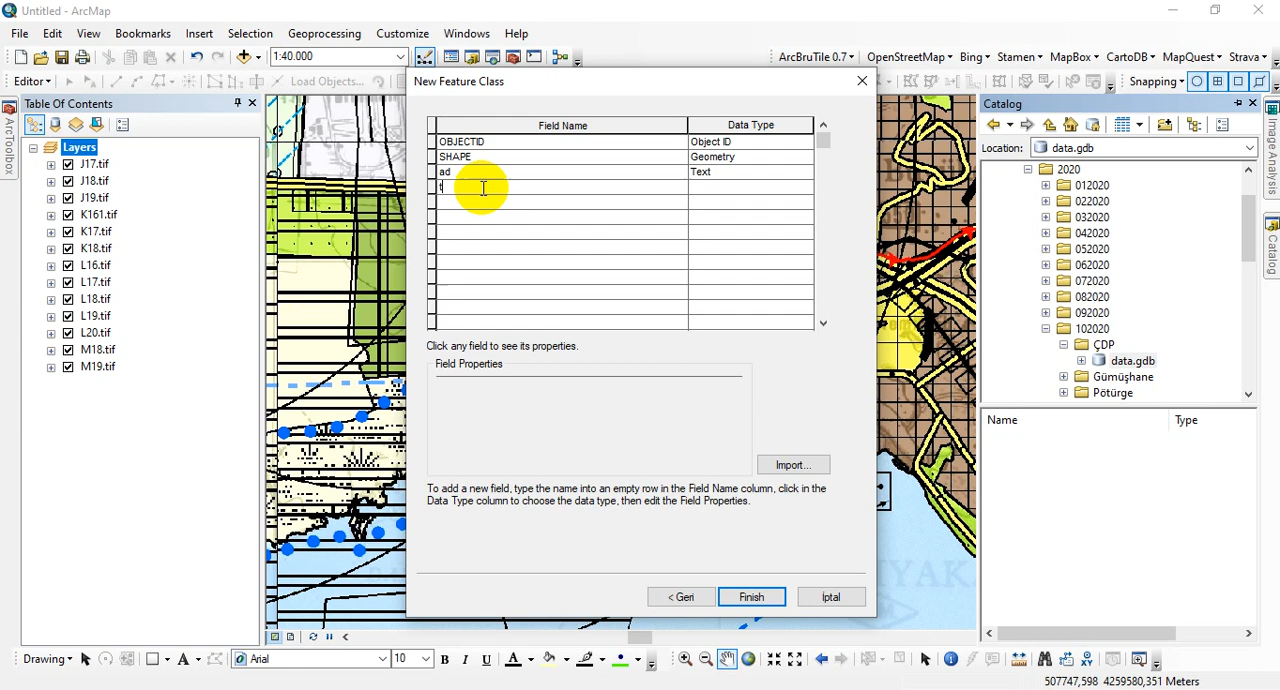 Untitled - ArcMap
File Edit View Bookmarks Insert Selection Geoprocessing Customize Windows Help
1:40.000
ArcBruTile 0.7 OpenStreetMap Bing Stamen MapBox CartoDB MapQuest Strava
Editor Load Objects... Snapping
Table Of Contents
Layers
J17.tif
J18.tif
J19.tif
K161.tif
K17.tif
K18.tif
L16.tif
L17.tif
L18.tif
L19.tif
L20.tif
M18.tif
M19.tif
ArcToolbox
New Feature Class
Field Name Data Type
OBJECTID Object ID
SHAPE Geometry
ad Text
t
Click any field to see its properties.
Field Properties
Import...
To add a new field, type the name into an empty row in the Field Name column, click in the
Data Type column to choose the data type, then edit the Field Properties.
< Geri Finish İptal
Catalog
Location: data.gdb
2020
012020
022020
032020
042020
052020
062020
072020
082020
092020
102020
ÇDP
data.gdb
Gümüşhane
Pötürge
Name Type
Image Analysis
Catalog
Drawing A Arial 10 B I U A
507747,598 4259580,351 Meters